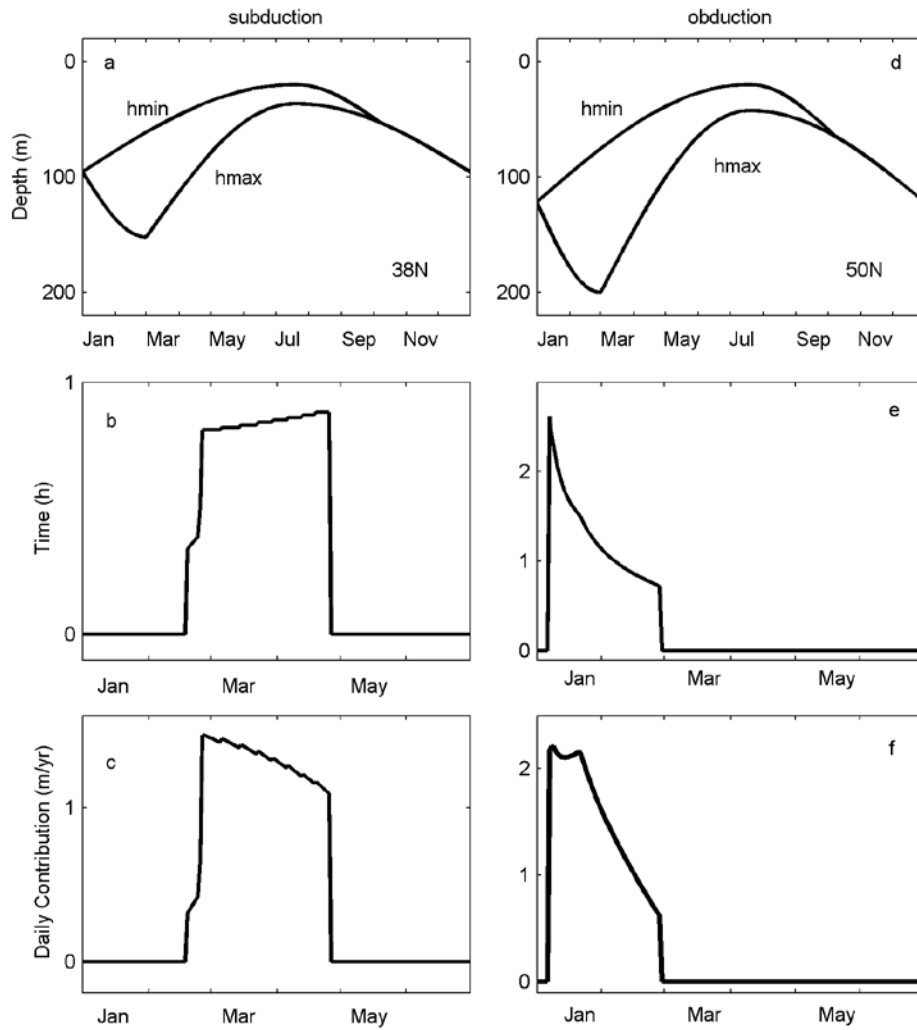 subduction
obduction
a
0
hmin
hmax
100
200
Depth (m)
38N
Jan Mar May Jul Sep Nov
d
0
hmin
hmax
100
200
50N
Jan Mar May Jul Sep Nov
b
1
Time (h)
0
Jan Mar May
e
2
1
0
Jan Mar May
c
1
Daily Contribution (m/yr)
0
Jan Mar May
f
2
1
0
Jan Mar May